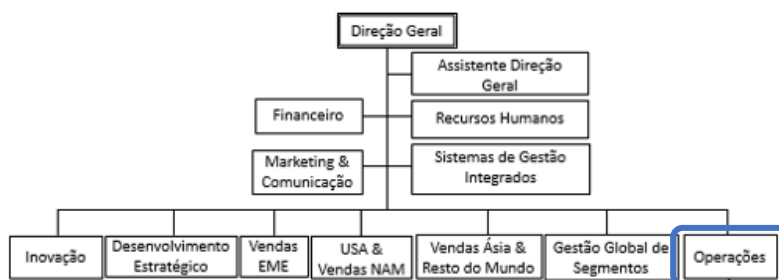 Direção Geral
Assistente Direção
Geral
Financeiro
Recursos Humanos
Marketing &
Comunicação
Sistemas de Gestão
Integrados
Inovação
Desenvolvimento
Estratégico
Vendas
EME
USA &
Vendas NAM
Vendas Ásia &
Resto do Mundo
Gestão Global de
Segmentos
Operações